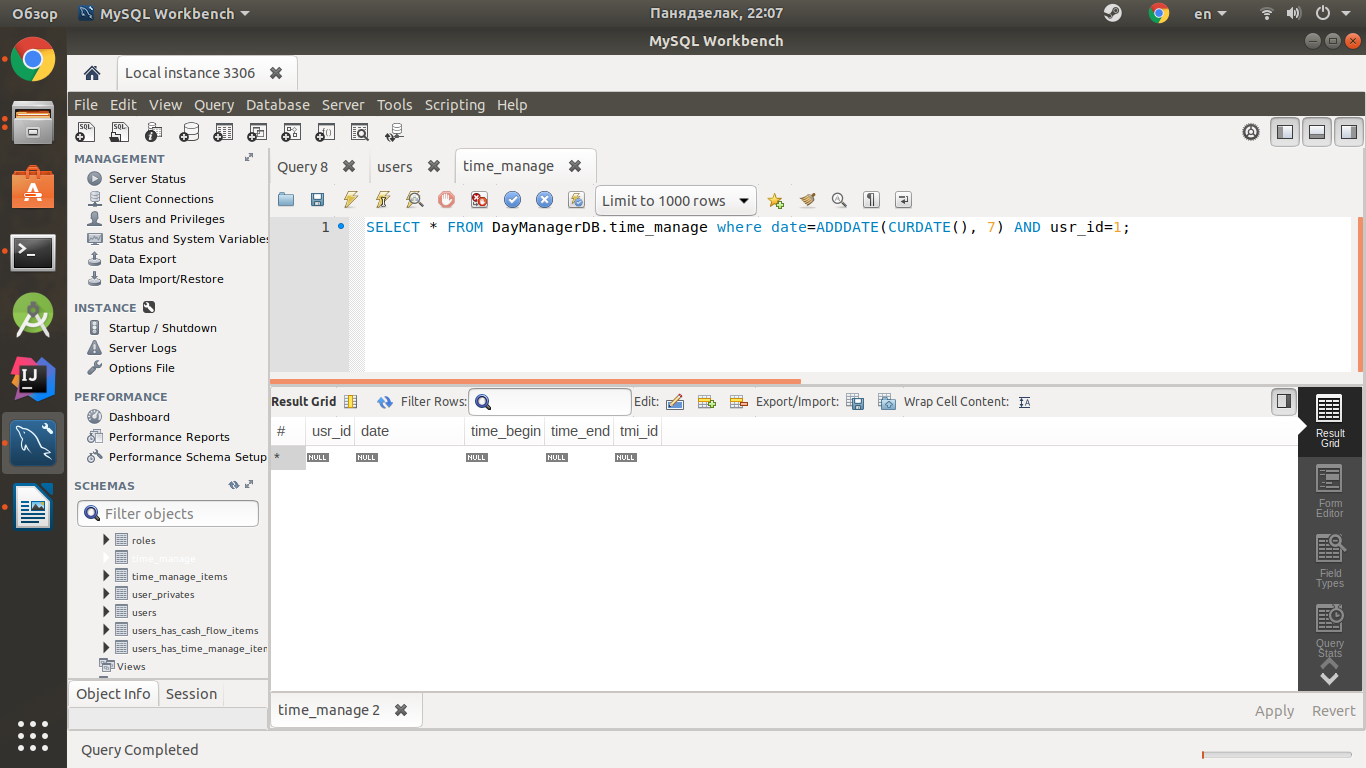 Обзор MySQL Workbench Панядзелак, 22:07 en
MySQL Workbench
Local instance 3306
File Edit View Query Database Server Tools Scripting Help
MANAGEMENT
Server Status
Client Connections
Users and Privileges
Status and System Variables
Data Export
Data Import/Restore
INSTANCE
Startup / Shutdown
Server Logs
Options File
PERFORMANCE
Dashboard
Performance Reports
Performance Schema Setup
SCHEMAS
Filter objects
roles
time_manage
time_manage_items
user_privates
users
users_has_cash_flow_items
users_has_time_manage_iten
Views
Object Info Session
Query 8 users time_manage
Limit to 1000 rows
1 SELECT * FROM DayManagerDB.time_manage where date=ADDDATE(CURDATE(), 7) AND usr_id=1;
Result Grid Filter Rows: Edit: Export/Import: Wrap Cell Content:
# usr_id date time_begin time_end tmi_id
* NULL NULL NULL NULL NULL
Result
Grid
Form
Editor
Field
Types
Query
Stats
time_manage 2 Apply Revert
Query Completed